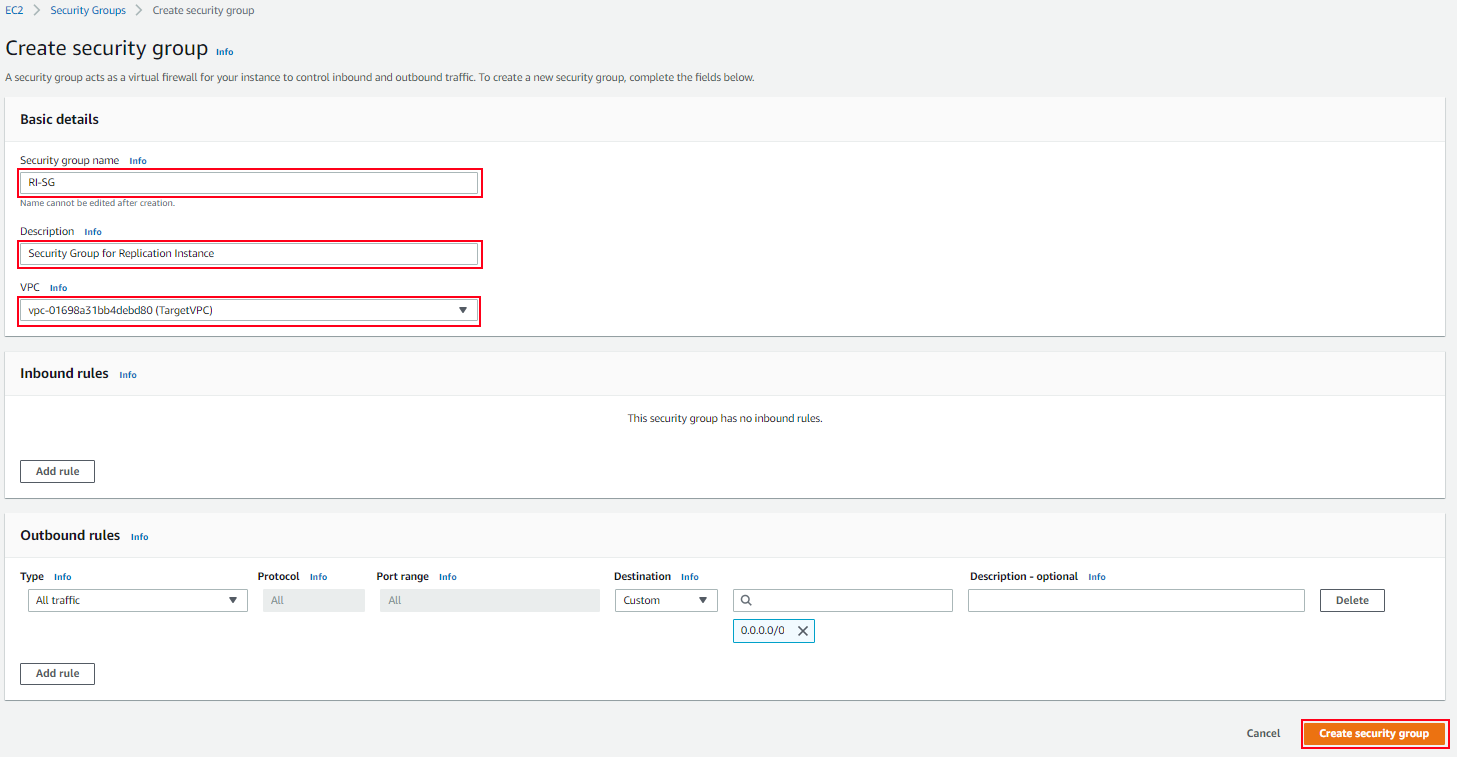 EC2 > Security Groups > Create security group
Create security group Info
A security group acts as a virtual firewall for your instance to control inbound and outbound traffic. To create a new security group, complete the fields below.
Basic details
Security group name Info
RI-SG
Name cannot be edited after creation.
Description Info
Security Group for Replication Instance
VPC Info
vpc-01698a31bb4debd80 (TargetVPC)
Inbound rules Info
This security group has no inbound rules.
Add rule
Outbound rules Info
Type Info Protocol Info Port range Info Destination Info Description - optional Info
All traffic All All Custom Delete
0.0.0.0/0
Add rule
Cancel Create security group